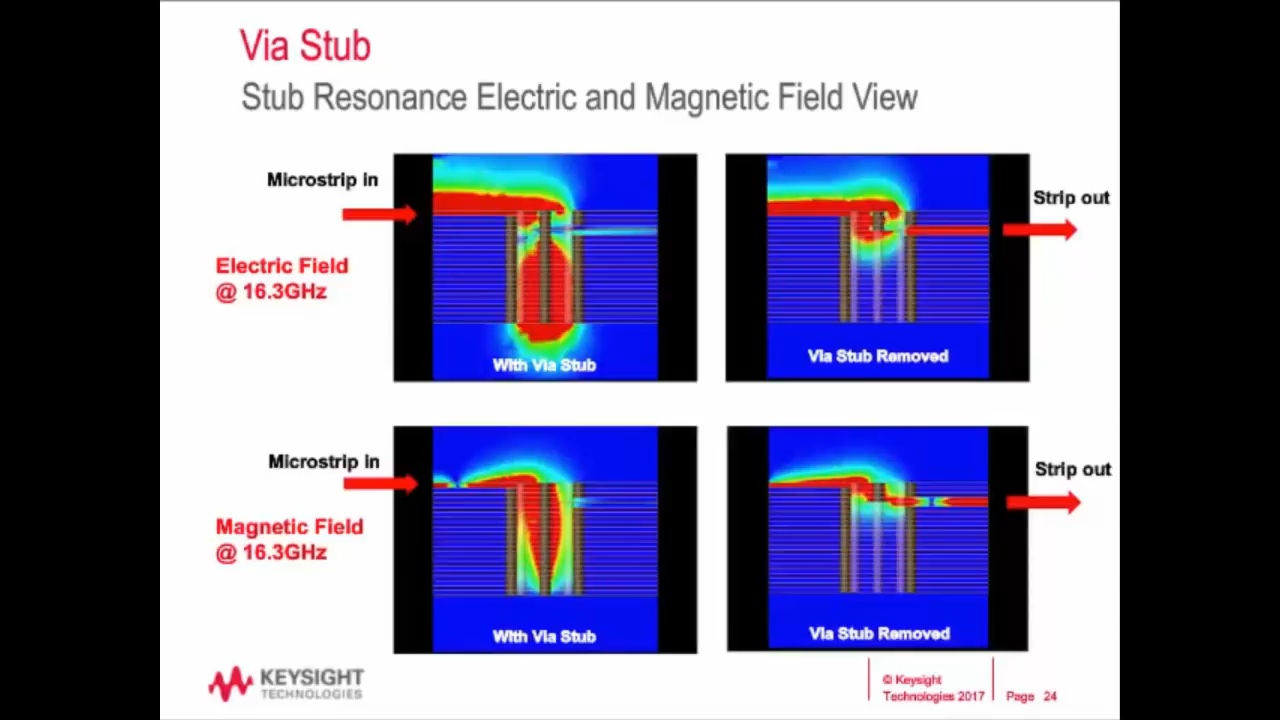 Via Stub
Stub Resonance Electric and Magnetic Field View
Microstrip in
Strip out
Electric Field
@ 16.3GHz
With Via Stub
Via Stub Removed
Microstrip in
Strip out
Magnetic Field
@ 16.3GHz
With Via Stub
Via Stub Removed
KEYSIGHT
TECHNOLOGIES
© Keysight
Technologies 2017
Page 24